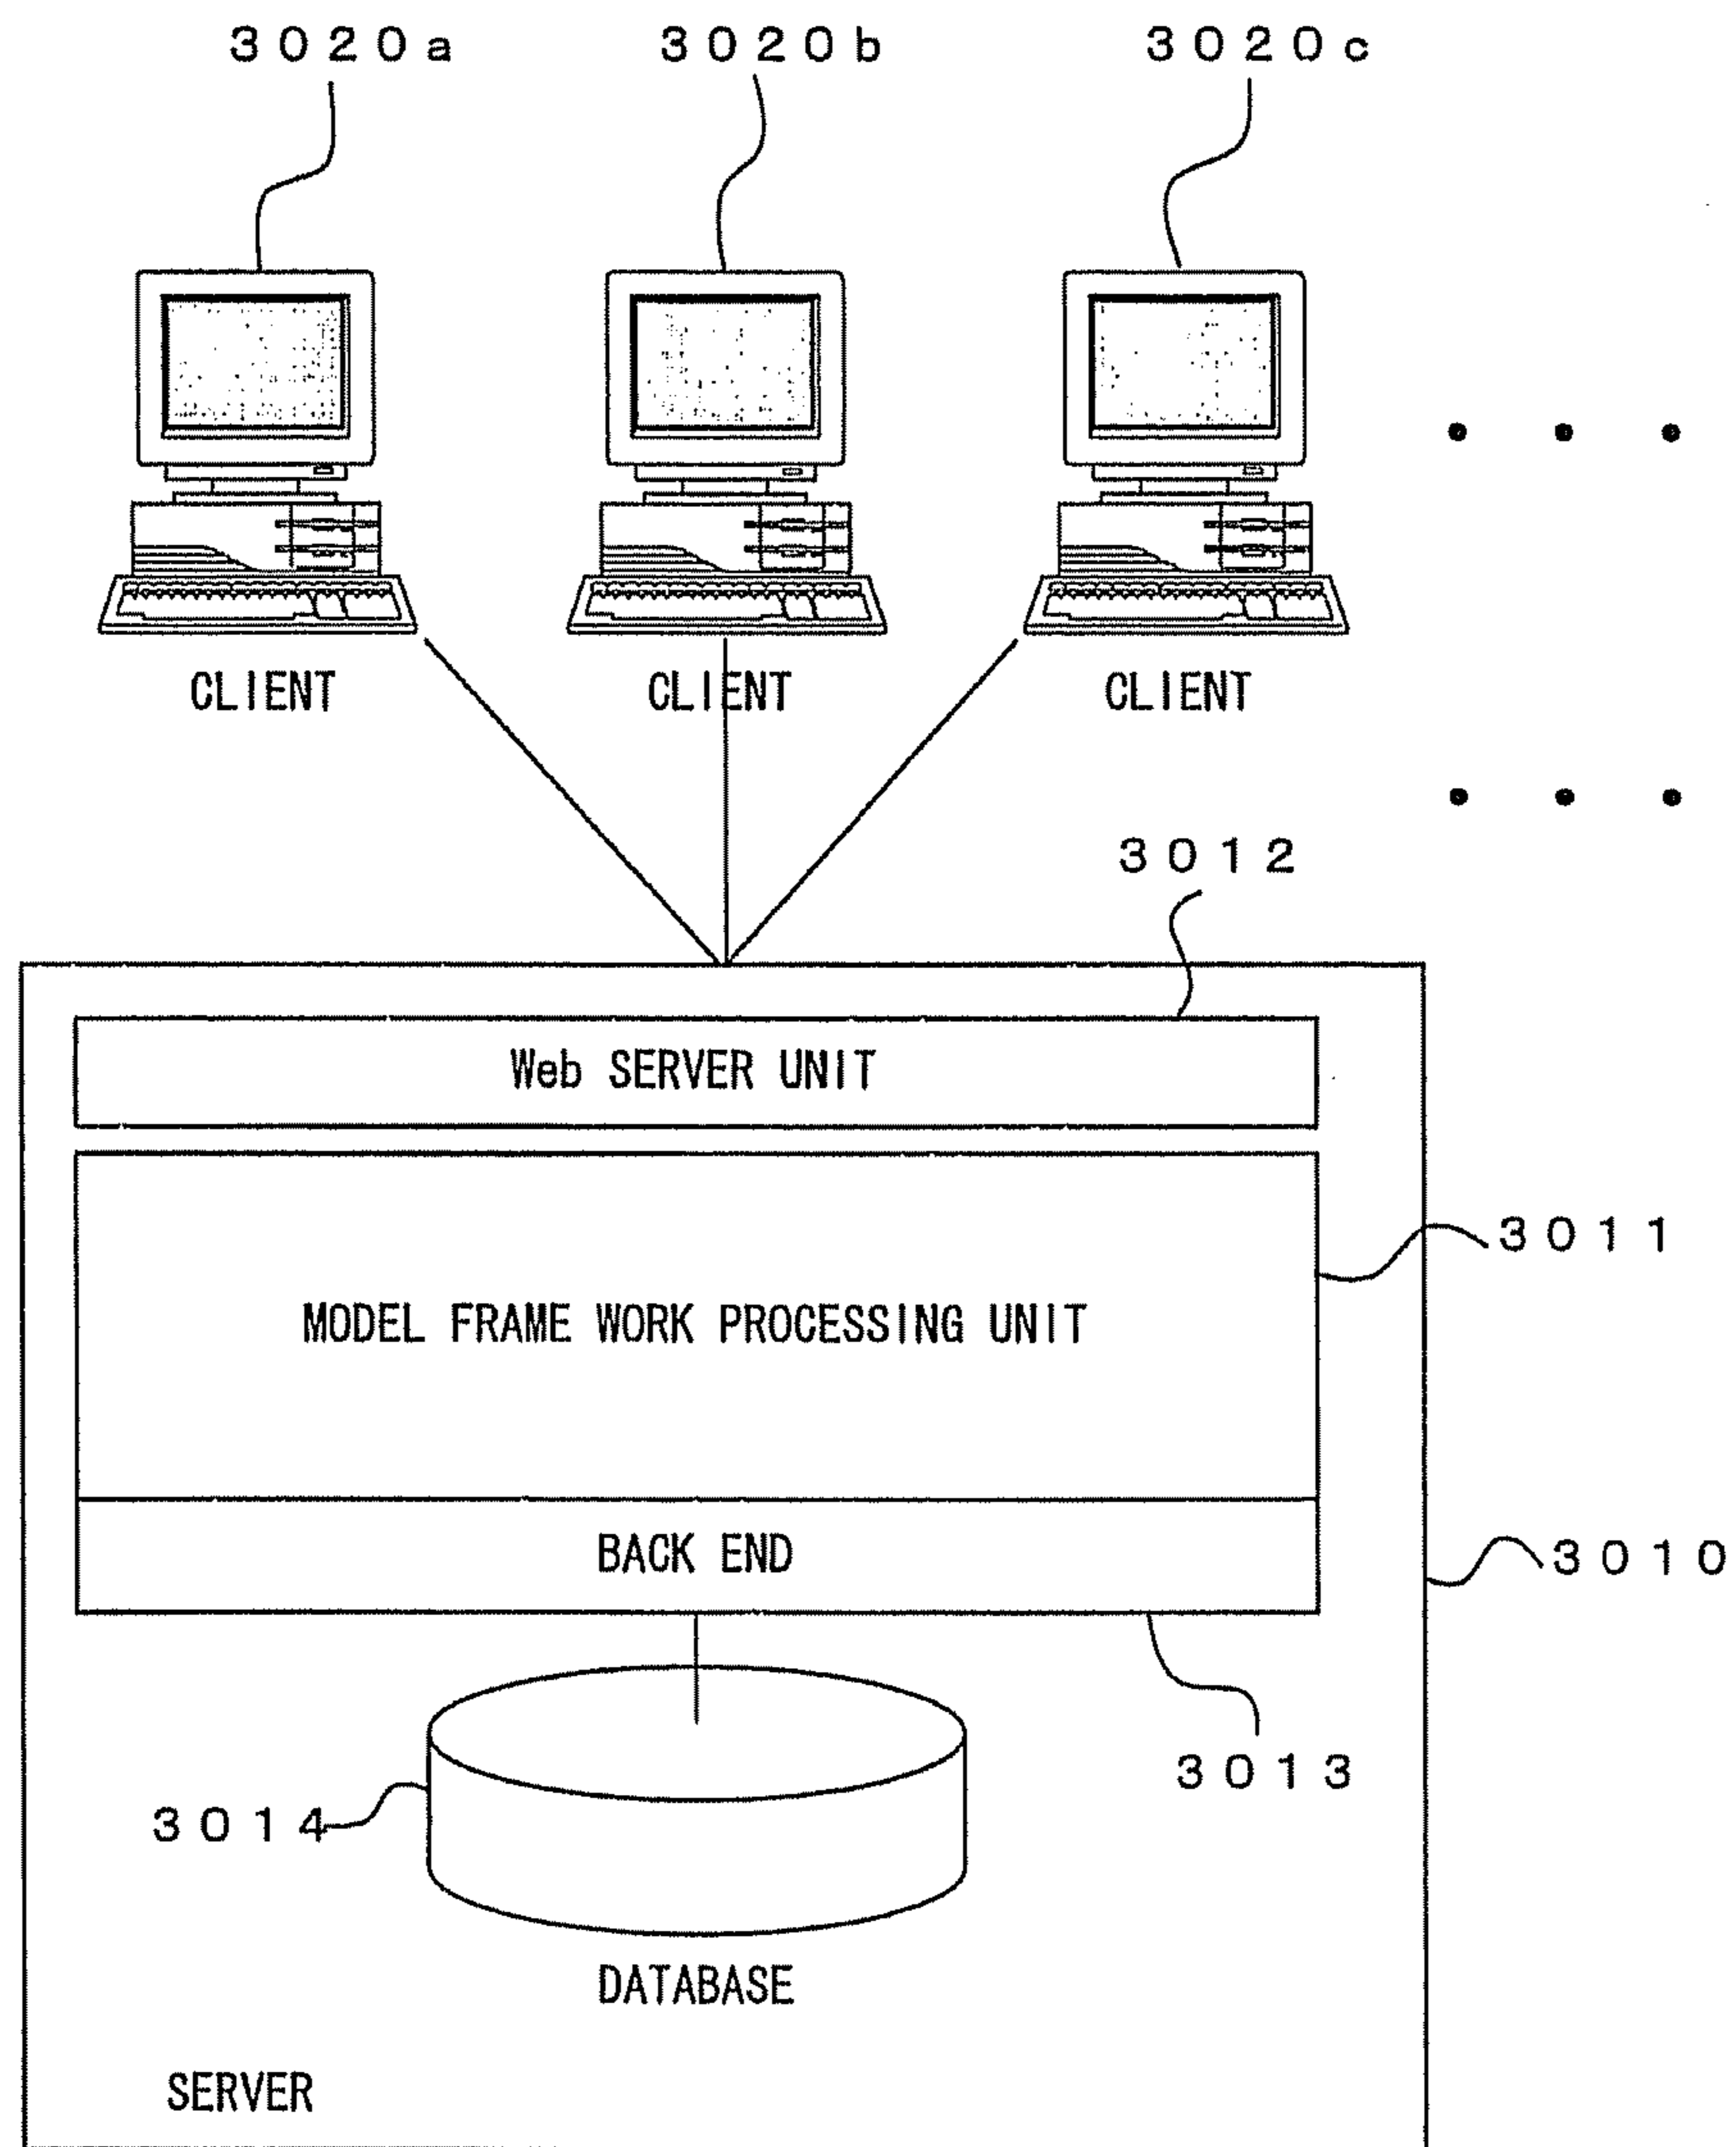 3020a 3020b 3020c
CLIENT CLIENT CLIENT
3012
Web SERVER UNIT
3011
MODEL FRAME WORK PROCESSING UNIT
BACK END
3010
3013
3014
DATABASE
SERVER